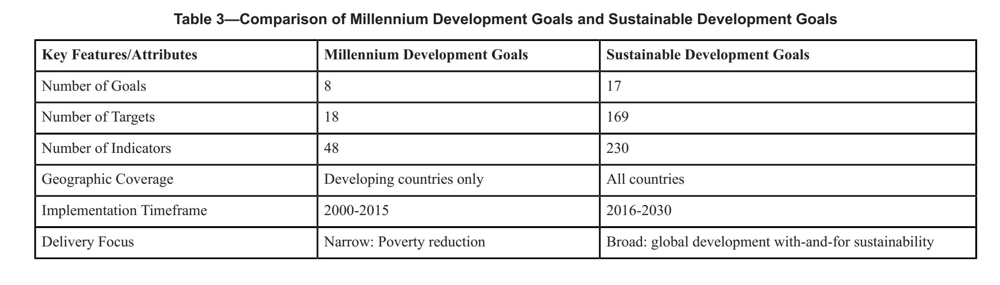 Table 3—Comparison of Millennium Development Goals and Sustainable Development Goals
Key Features/Attributes Millennium Development Goals Sustainable Development Goals
Number of Goals 8 17
Number of Targets 18 169
Number of Indicators 48 230
Geographic Coverage Developing countries only All countries
Implementation Timeframe 2000-2015 2016-2030
Delivery Focus Narrow: Poverty reduction Broad: global development with-and-for sustainability